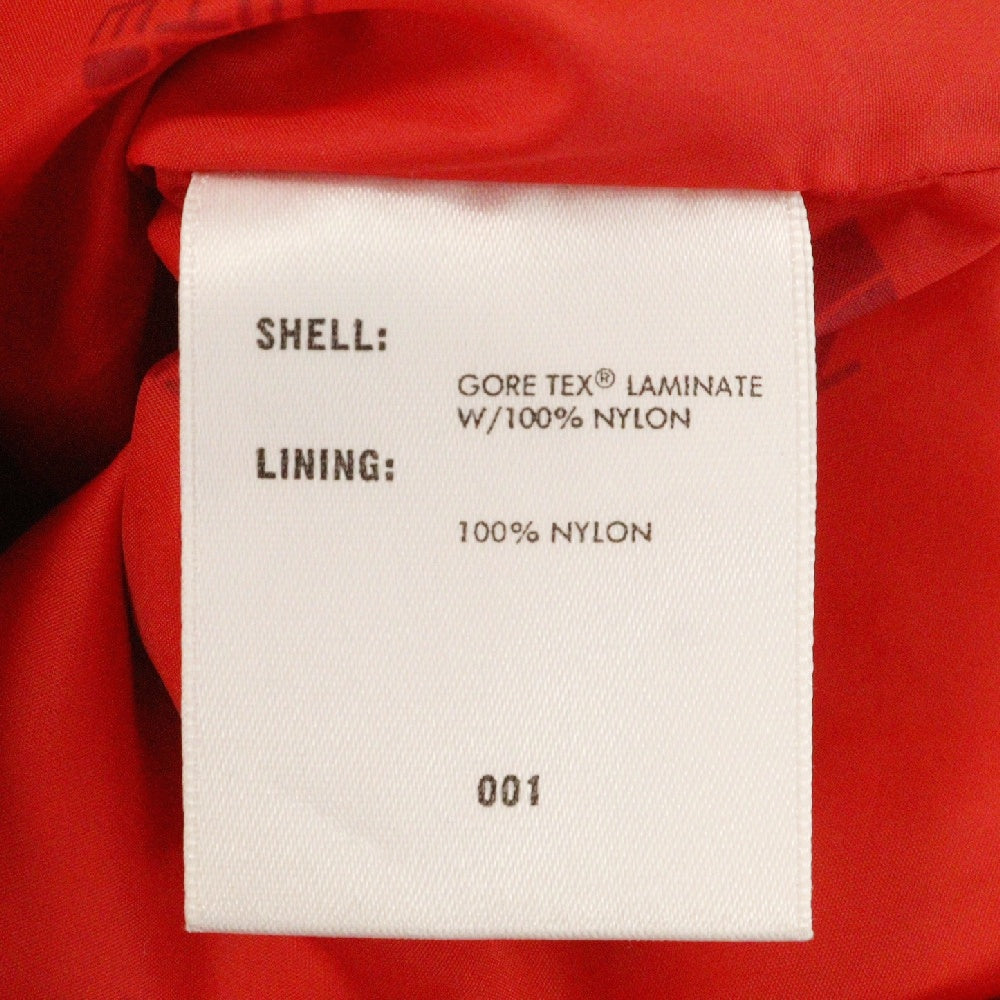 SHELL:
GORE TEX® LAMINATE
W/100% NYLON
LINING:
100% NYLON
001